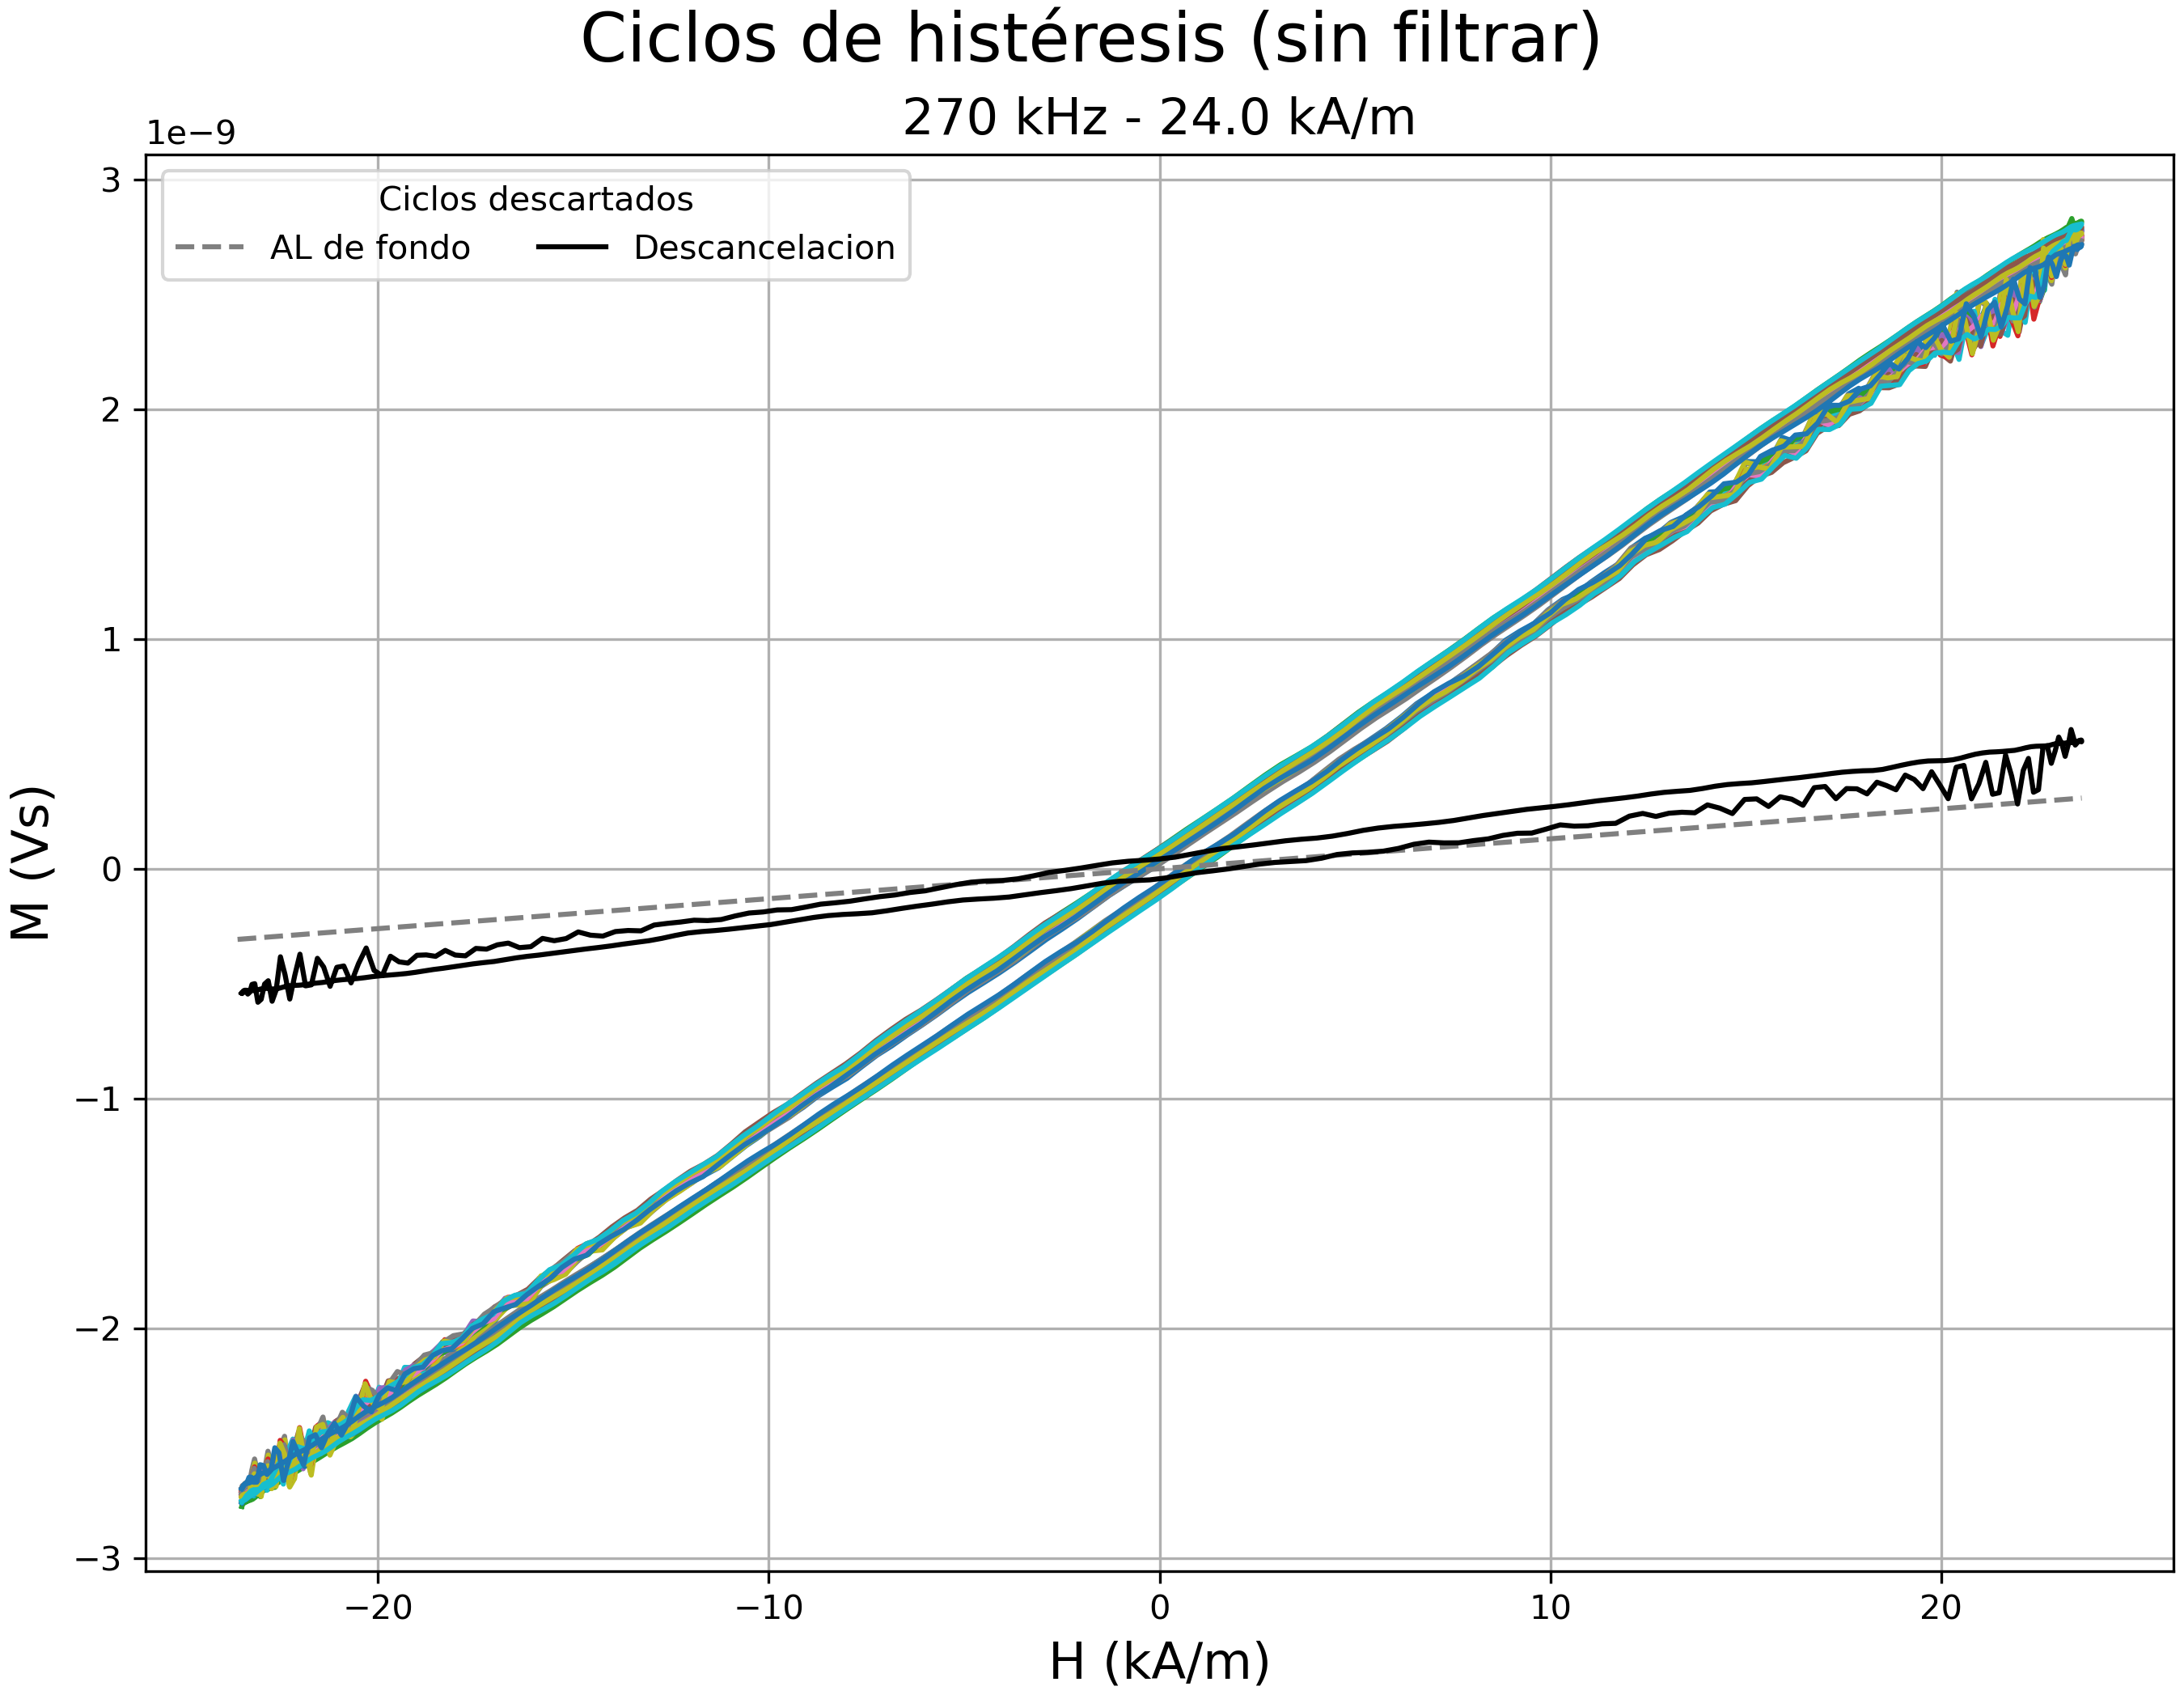 Ciclos de histéresis (sin filtrar)
270 kHz - 24.0 kA/m
1e−9
Ciclos descartados
AL de fondo
Descancelacion
3
2
1
0
−1
−2
−3
M (Vs)
−20
−10
0
10
20
H (kA/m)